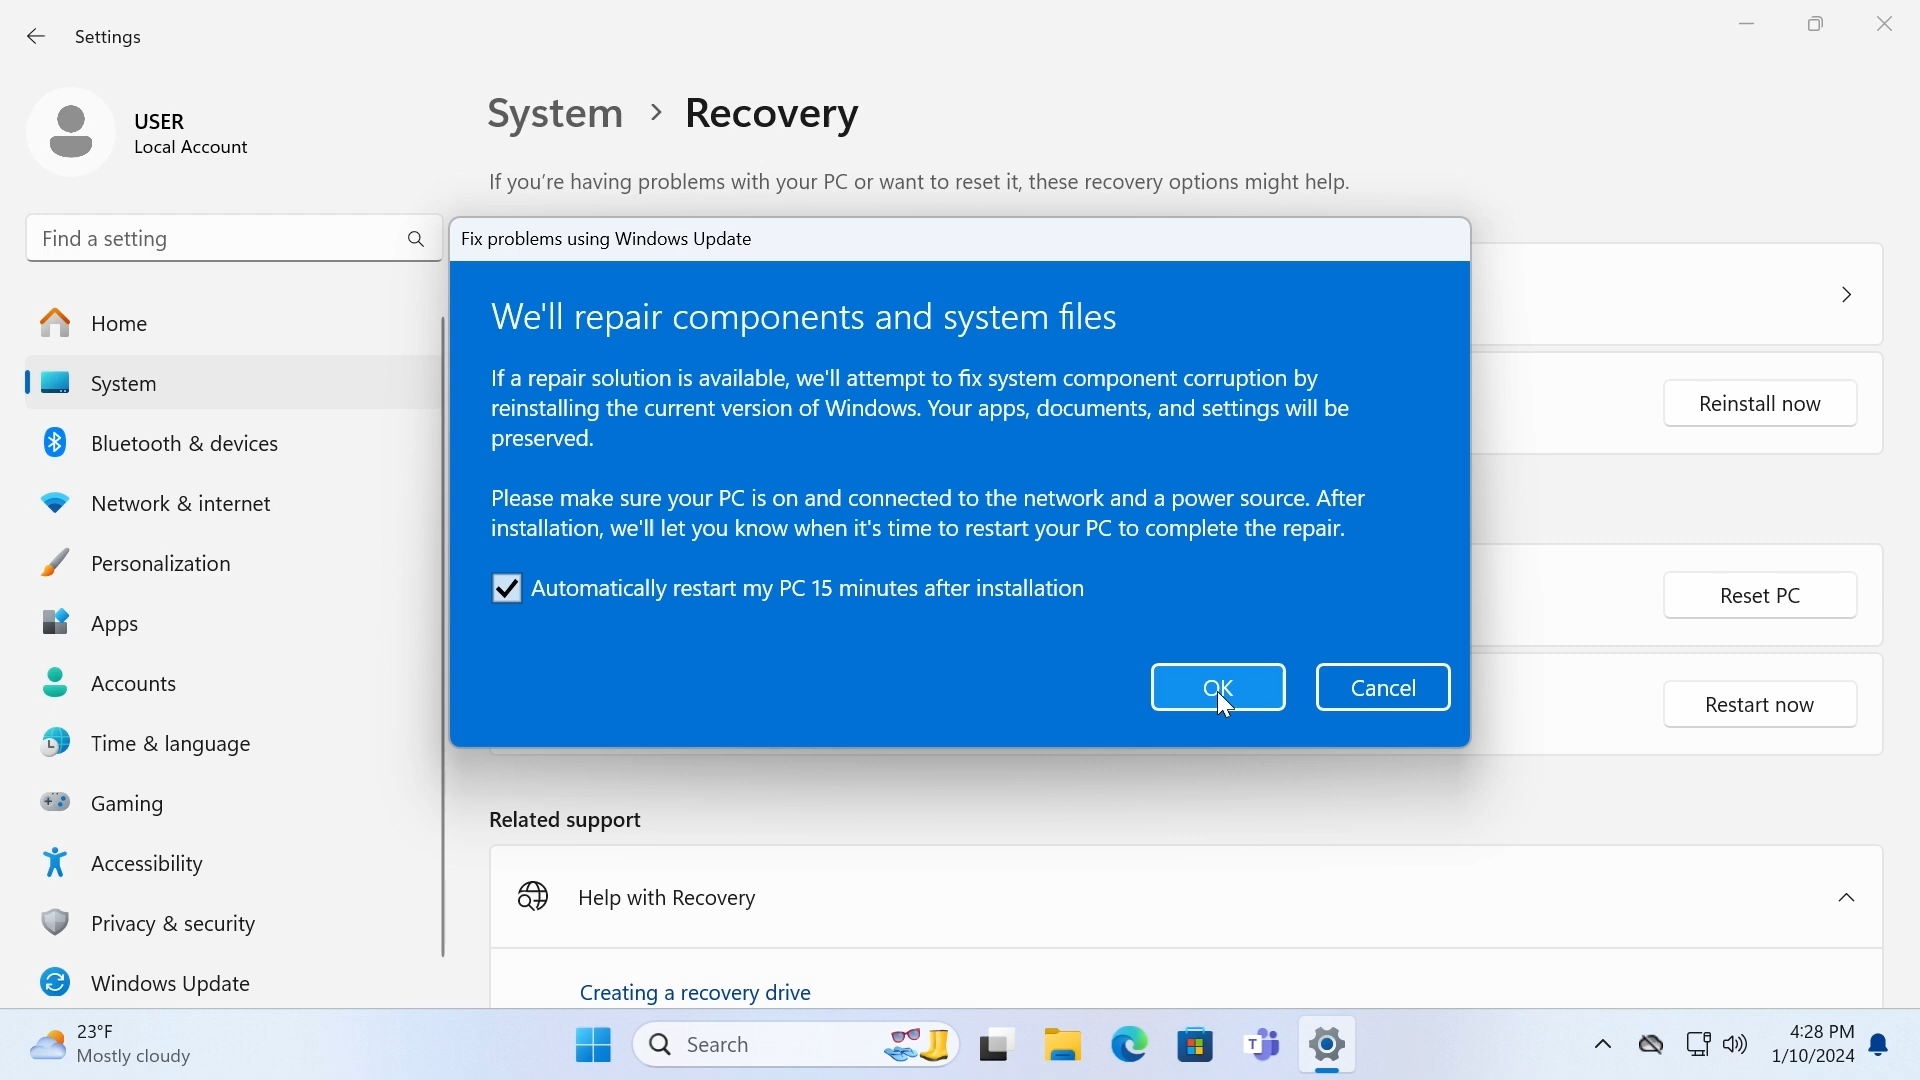 Settings
USER
Local Account
Find a setting
Home
System
Bluetooth & devices
Network & internet
Personalization
Apps
Accounts
Time & language
Gaming
Accessibility
Privacy & security
Windows Update
System > Recovery
If you're having problems with your PC or want to reset it, these recovery options might help.
Fix problems using Windows Update
We'll repair components and system files
If a repair solution is available, we'll attempt to fix system component corruption by
reinstalling the current version of Windows. Your apps, documents, and settings will be
preserved.
Please make sure your PC is on and connected to the network and a power source. After
installation, we'll let you know when it's time to restart your PC to complete the repair.
Automatically restart my PC 15 minutes after installation
OK
Cancel
Reinstall now
Reset PC
Restart now
Related support
Help with Recovery
Creating a recovery drive
23°F
Mostly cloudy
Search
4:28 PM
1/10/2024